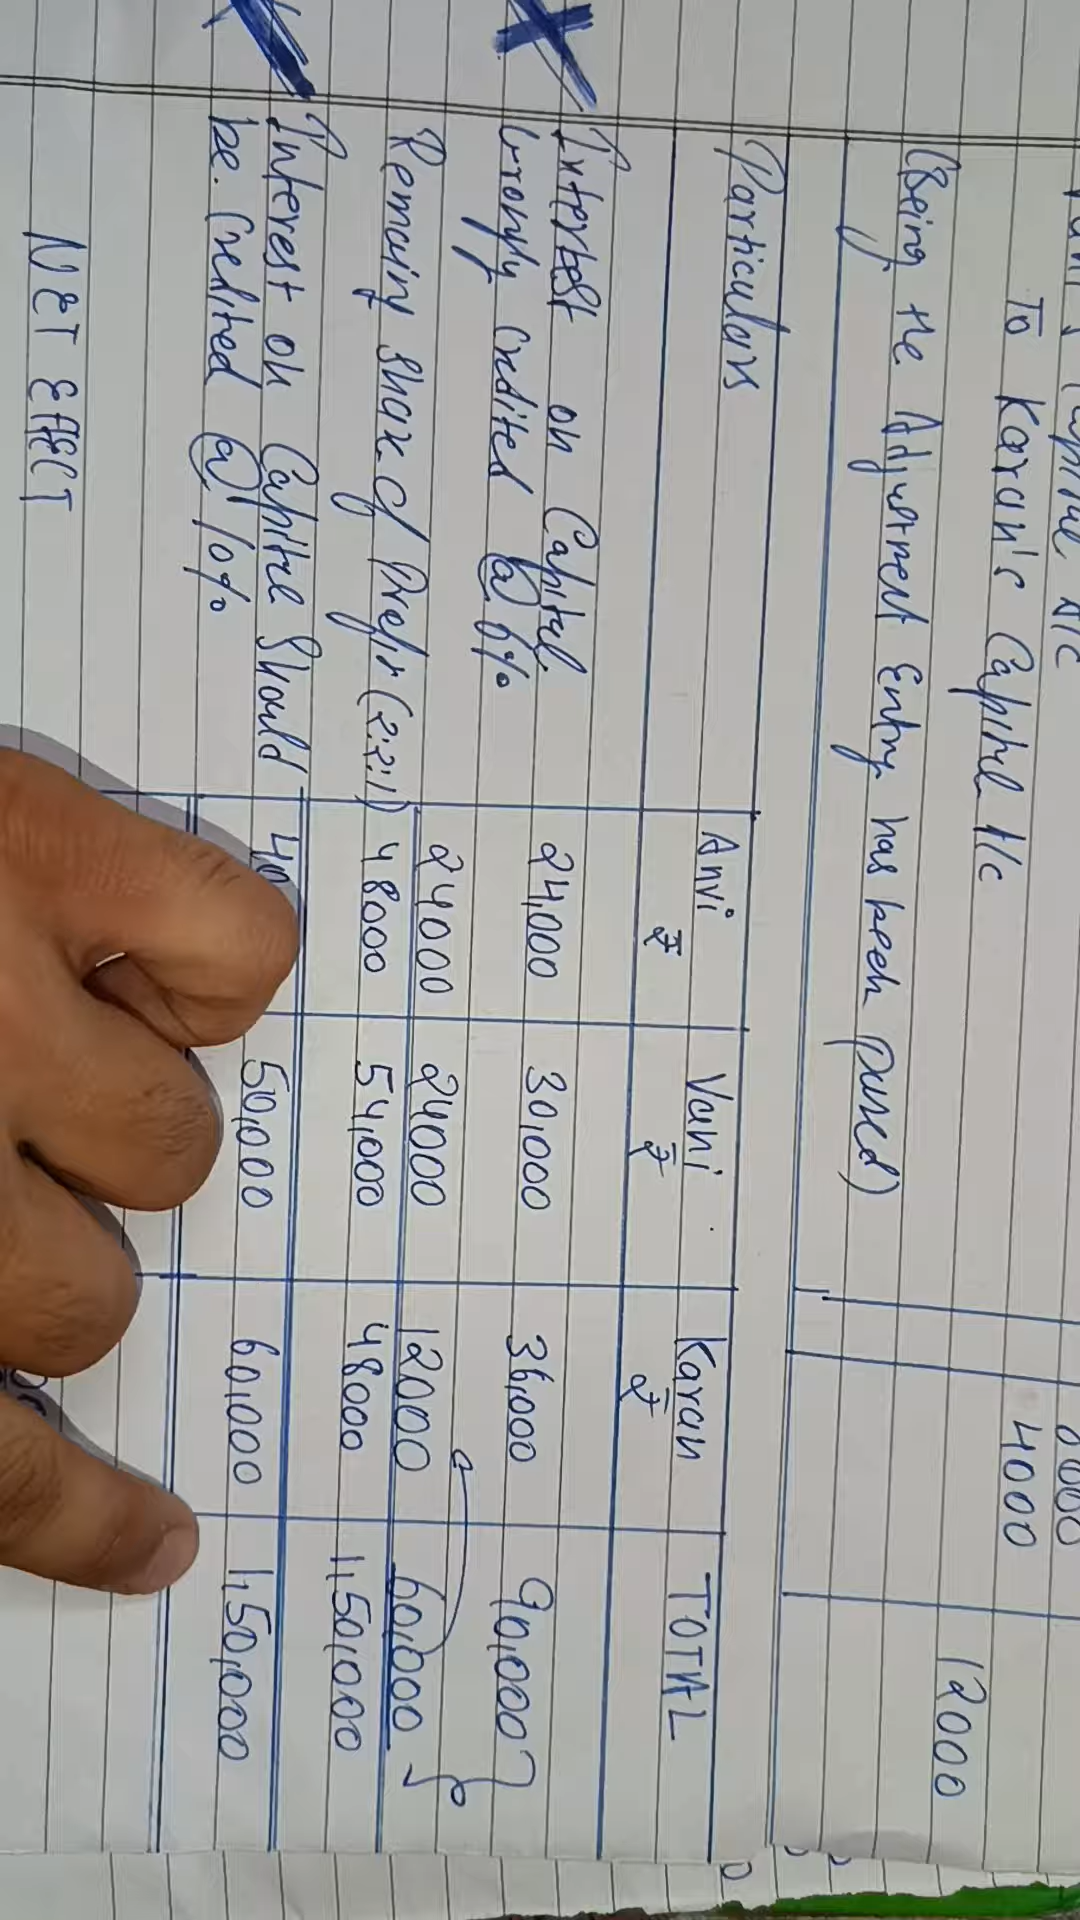 Capital A/c
To Karan's Capital A/c 4000
12000
(Being the Adjustment Entry has been passed)
Particulars Anvi Vani Karan TOTAL
₹ ₹ ₹
Interest on Capital 24,000 30,000 36,000 90,000
Wrongly Credited @ 6%
24000 24000 12000 60,000
Remaing Share of Profit (2:2:1) 48000 54,000 48000 1,50,000
Interest on Capital Should 40 50,000 60,000 1,50,000
be Credited @ 10%
NET EFFECT